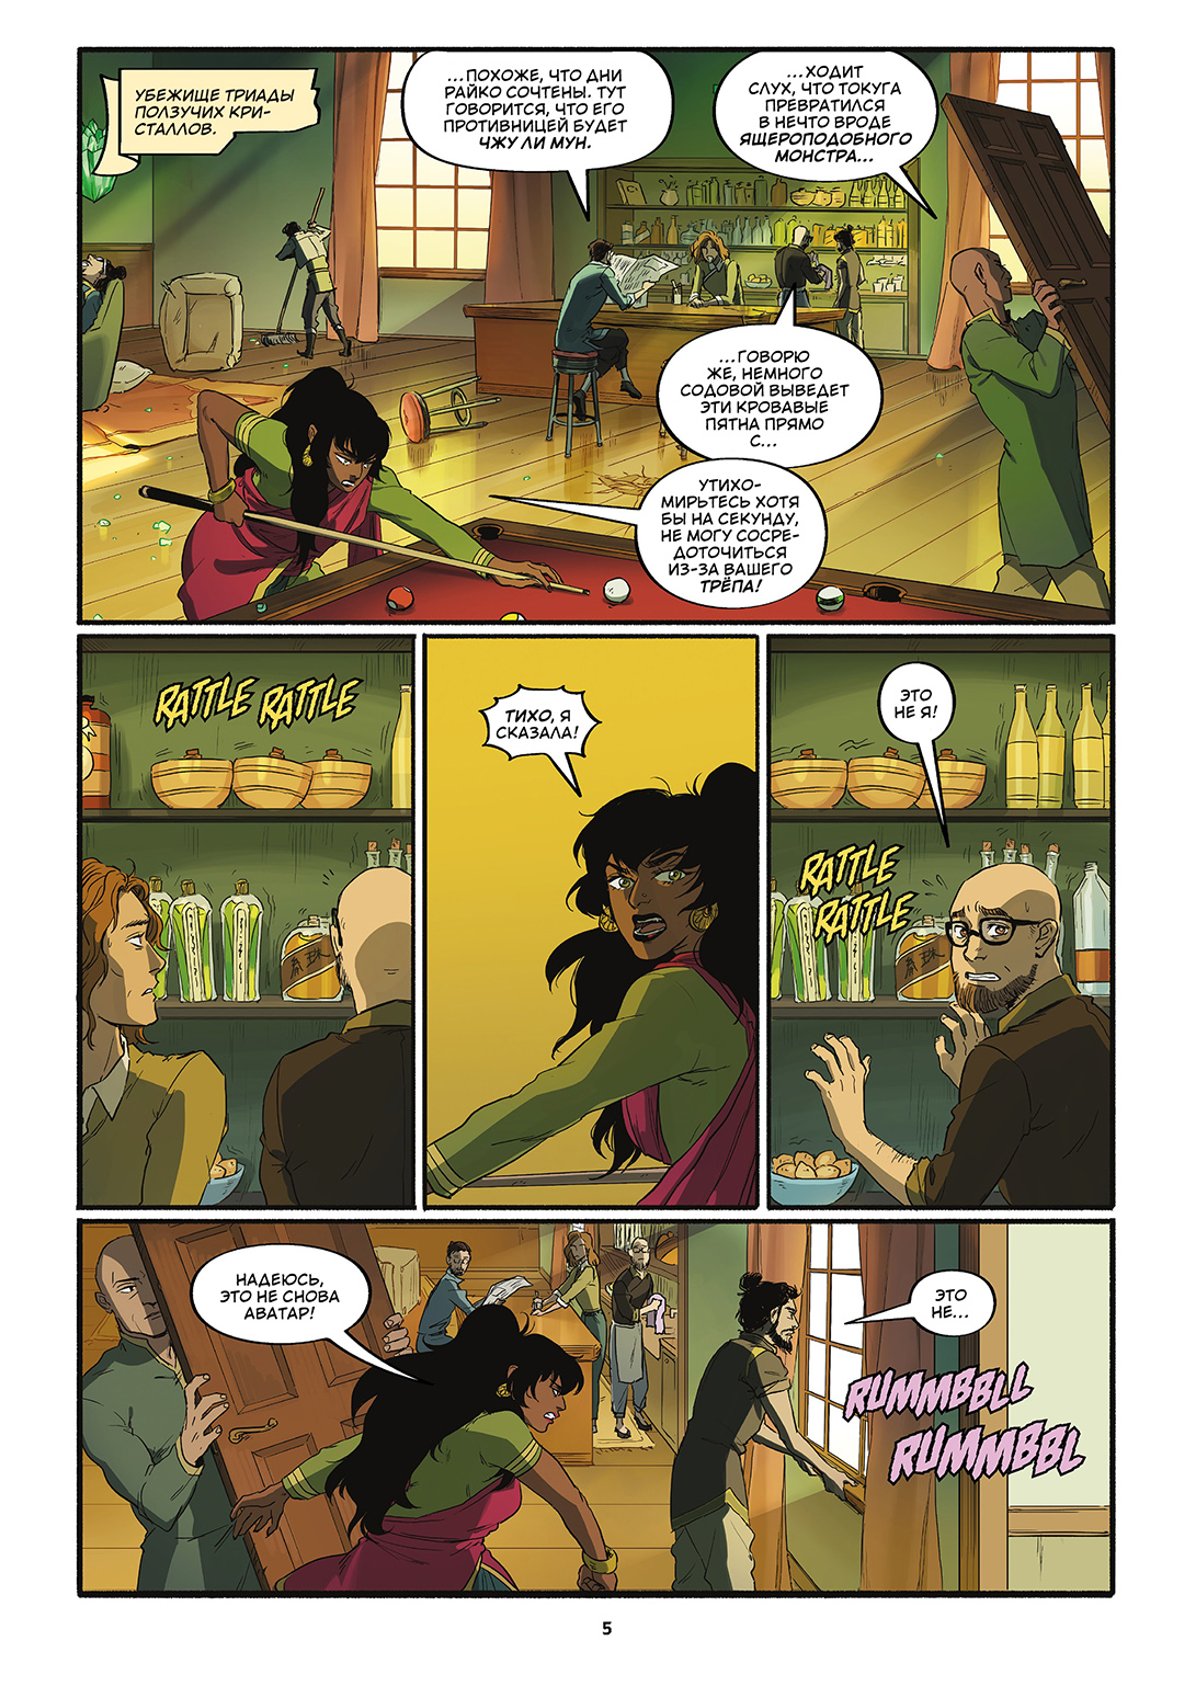 УБЕЖИЩЕ ТРИАДЫ
ПОЛЗУЧИХ КРИ-
СТАЛЛОВ.
...ПОХОЖЕ, ЧТО ДНИ
РАЙКО СОЧТЕНЫ. ТУТ
ГОВОРИТСЯ, ЧТО ЕГО
ПРОТИВНИЦЕЙ БУДЕТ
ЧЖУ ЛИ МУН.
...ХОДИТ
СЛУХ, ЧТО ТОКУГА
ПРЕВРАТИЛСЯ
В НЕЧТО ВРОДЕ
ЯЩЕРОПОДОБНОГО
МОНСТРА...
...ГОВОРЮ
ЖЕ, НЕМНОГО
СОДОВОЙ ВЫВЕДЕТ
ЭТИ КРОВАВЫЕ
ПЯТНА ПРЯМО
С...
УТИХО-
МИРЬТЕСЬ ХОТЯ
БЫ НА СЕКУНДУ,
НЕ МОГУ СОСРЕ-
ДОТОЧИТЬСЯ
ИЗ-ЗА ВАШЕГО
ТРЁПА!
RATTLE RATTLE
ТИХО, Я
СКАЗАЛА!
ЭТО
НЕ Я!
RATTLE
RATTLE
НАДЕЮСЬ,
ЭТО НЕ СНОВА
АВАТАР!
ЭТО
НЕ...
RUMMBBLL
RUMMBBL
5